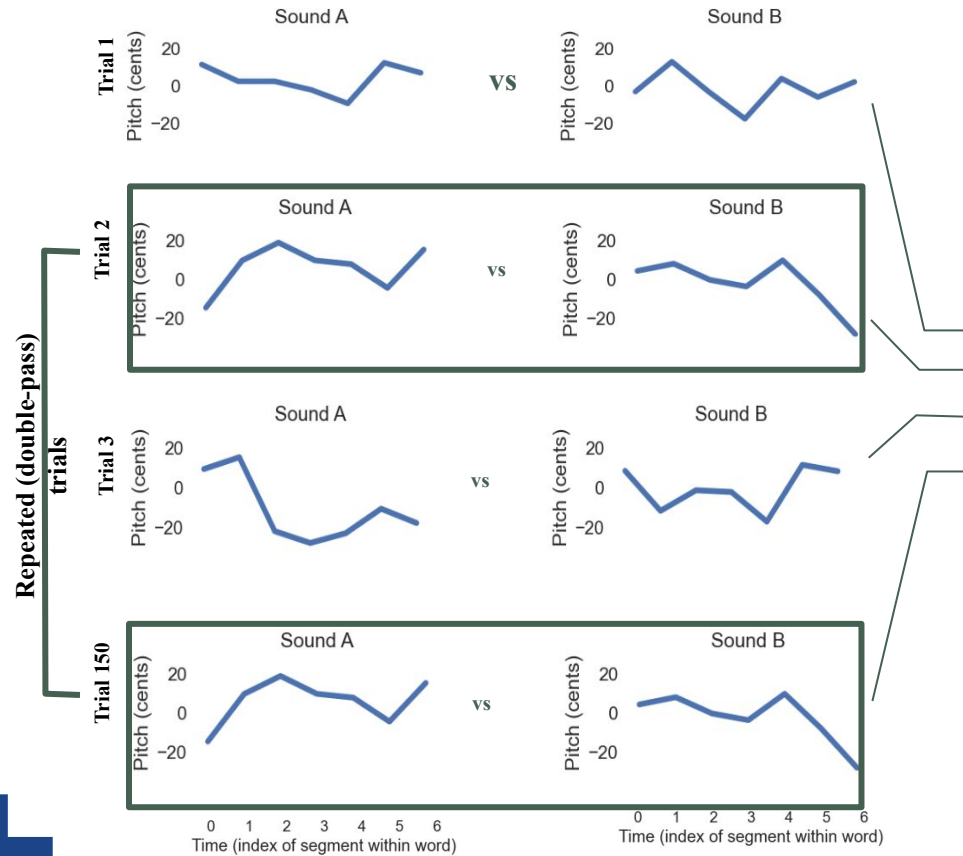 Sound A
Sound B
Trial 1
Pitch (cents)
20
0
−20
vs
Pitch (cents)
20
0
−20
Repeated (double-pass)
trials
Sound A
Sound B
Trial 2
Pitch (cents)
20
0
−20
vs
Pitch (cents)
20
0
−20
Sound A
Sound B
Trial 3
Pitch (cents)
20
0
−20
vs
Pitch (cents)
20
0
−20
Sound A
Sound B
Trial 150
Pitch (cents)
20
0
−20
vs
Pitch (cents)
20
0
−20
0 1 2 3 4 5 6
Time (index of segment within word)
0 1 2 3 4 5 6
Time (index of segment within word)